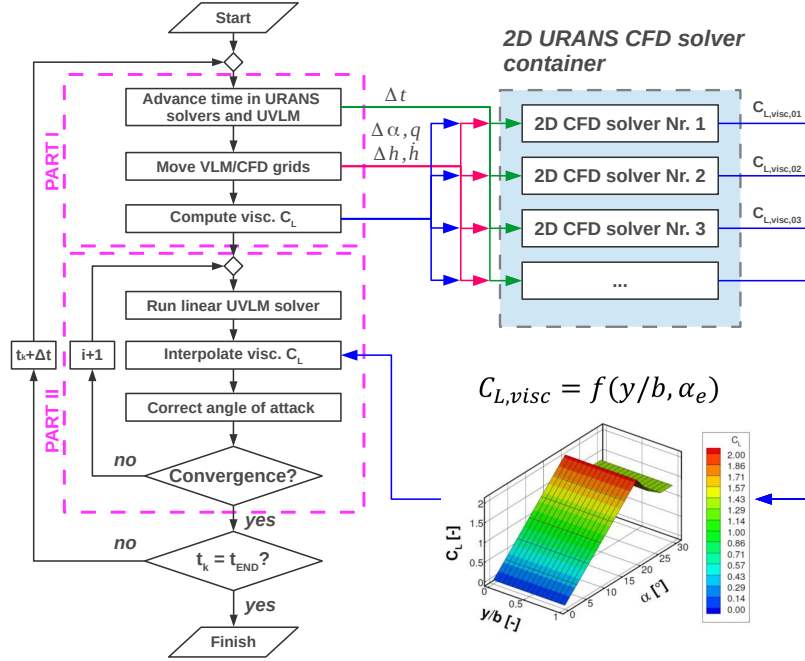 Start
Advance time in URANS
solvers and UVLM
Move VLM/CFD grids
Compute visc. C_L
PART I
Δt
Δα, q
Δh, ḣ
2D URANS CFD solver
container
2D CFD solver Nr. 1
2D CFD solver Nr. 2
2D CFD solver Nr. 3
...
C_L,visc,01
C_L,visc,02
C_L,visc,03
Run linear UVLM solver
Interpolate visc. C_L
Correct angle of attack
Convergence?
PART II
t_k+Δt
i+1
no
yes
no
t_k = t_END?
yes
Finish
C_L,visc = f(y/b, α_e)
C_L [-]
2
1.5
1
0.5
0
0
0.5
1
y/b [-]
0
5
10
15
20
25
30
α [°]
C_L
2.00
1.86
1.71
1.57
1.43
1.29
1.14
1.00
0.86
0.71
0.57
0.43
0.29
0.14
0.00